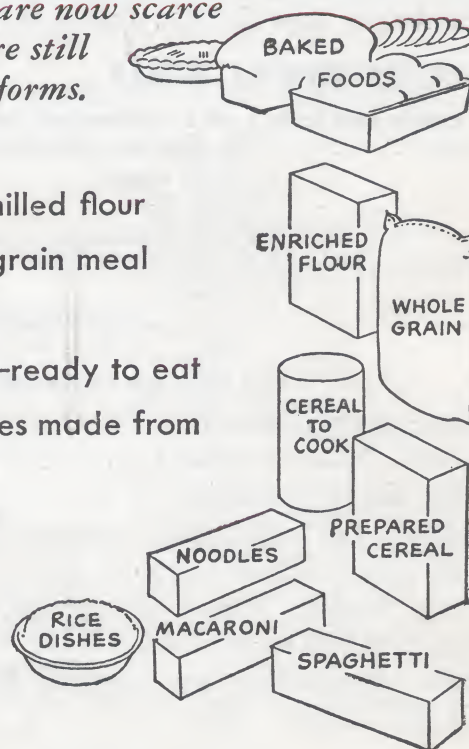 are now scarce
re still
forms.
nilled flour
grain meal
-ready to eat
es made from
BAKED
FOODS
ENRICHED
FLOUR
WHOLE
GRAIN
CEREAL
TO
COOK
PREPARED
CEREAL
NOODLES
RICE
DISHES
MACARONI
SPAGHETTI